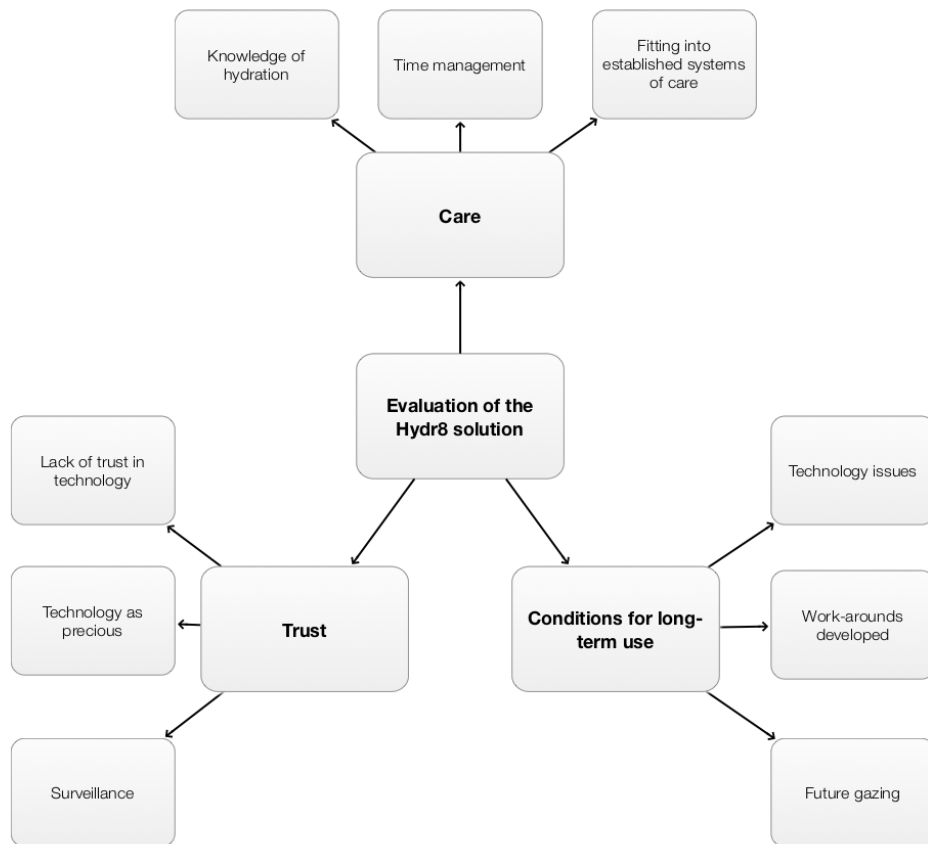 Knowledge of
hydration
Time management
Fitting into
established systems
of care
Care
Evaluation of the
Hydr8 solution
Lack of trust in
technology
Technology as
precious
Surveillance
Trust
Conditions for long-
term use
Technology issues
Work-arounds
developed
Future gazing